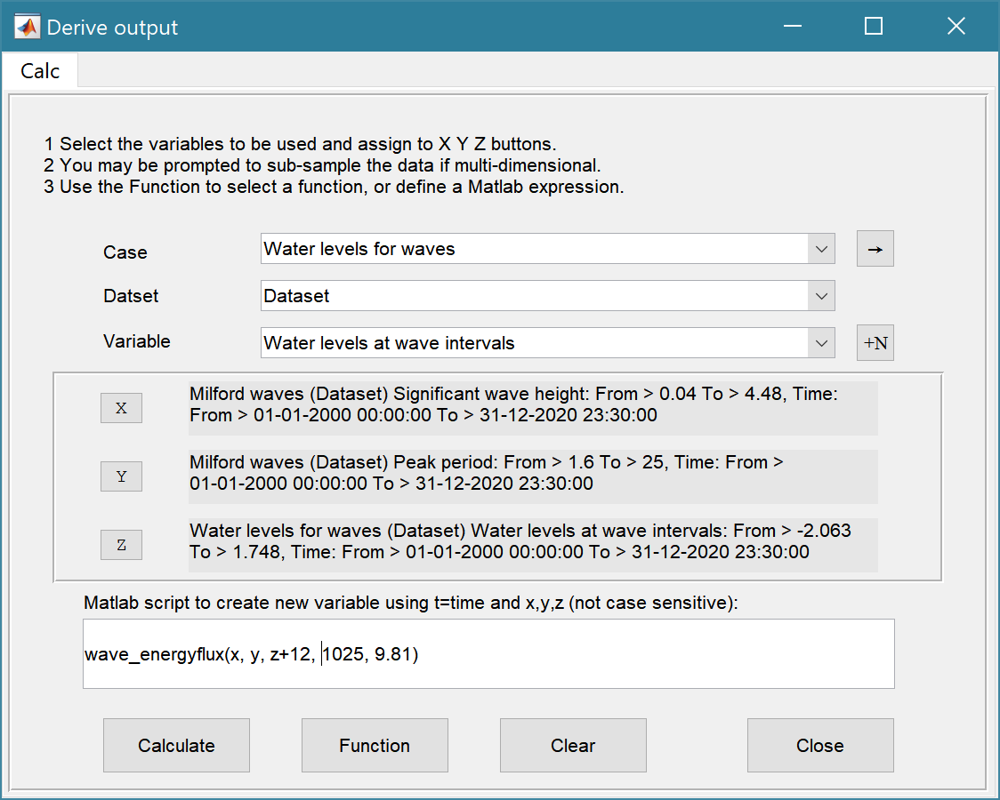 Derive output
Calc
1 Select the variables to be used and assign to X Y Z buttons.
2 You may be prompted to sub-sample the data if multi-dimensional.
3 Use the Function to select a function, or define a Matlab expression.
Case
Water levels for waves
→
Datset
Dataset
Variable
Water levels at wave intervals
+N
X
Milford waves (Dataset) Significant wave height: From > 0.04 To > 4.48, Time:
From > 01-01-2000 00:00:00 To > 31-12-2020 23:30:00
Y
Milford waves (Dataset) Peak period: From > 1.6 To > 25, Time: From >
01-01-2000 00:00:00 To > 31-12-2020 23:30:00
Z
Water levels for waves (Dataset) Water levels at wave intervals: From > -2.063
To > 1.748, Time: From > 01-01-2000 00:00:00 To > 31-12-2020 23:30:00
Matlab script to create new variable using t=time and x,y,z (not case sensitive):
wave_energyflux(x, y, z+12, 1025, 9.81)
Calculate
Function
Clear
Close